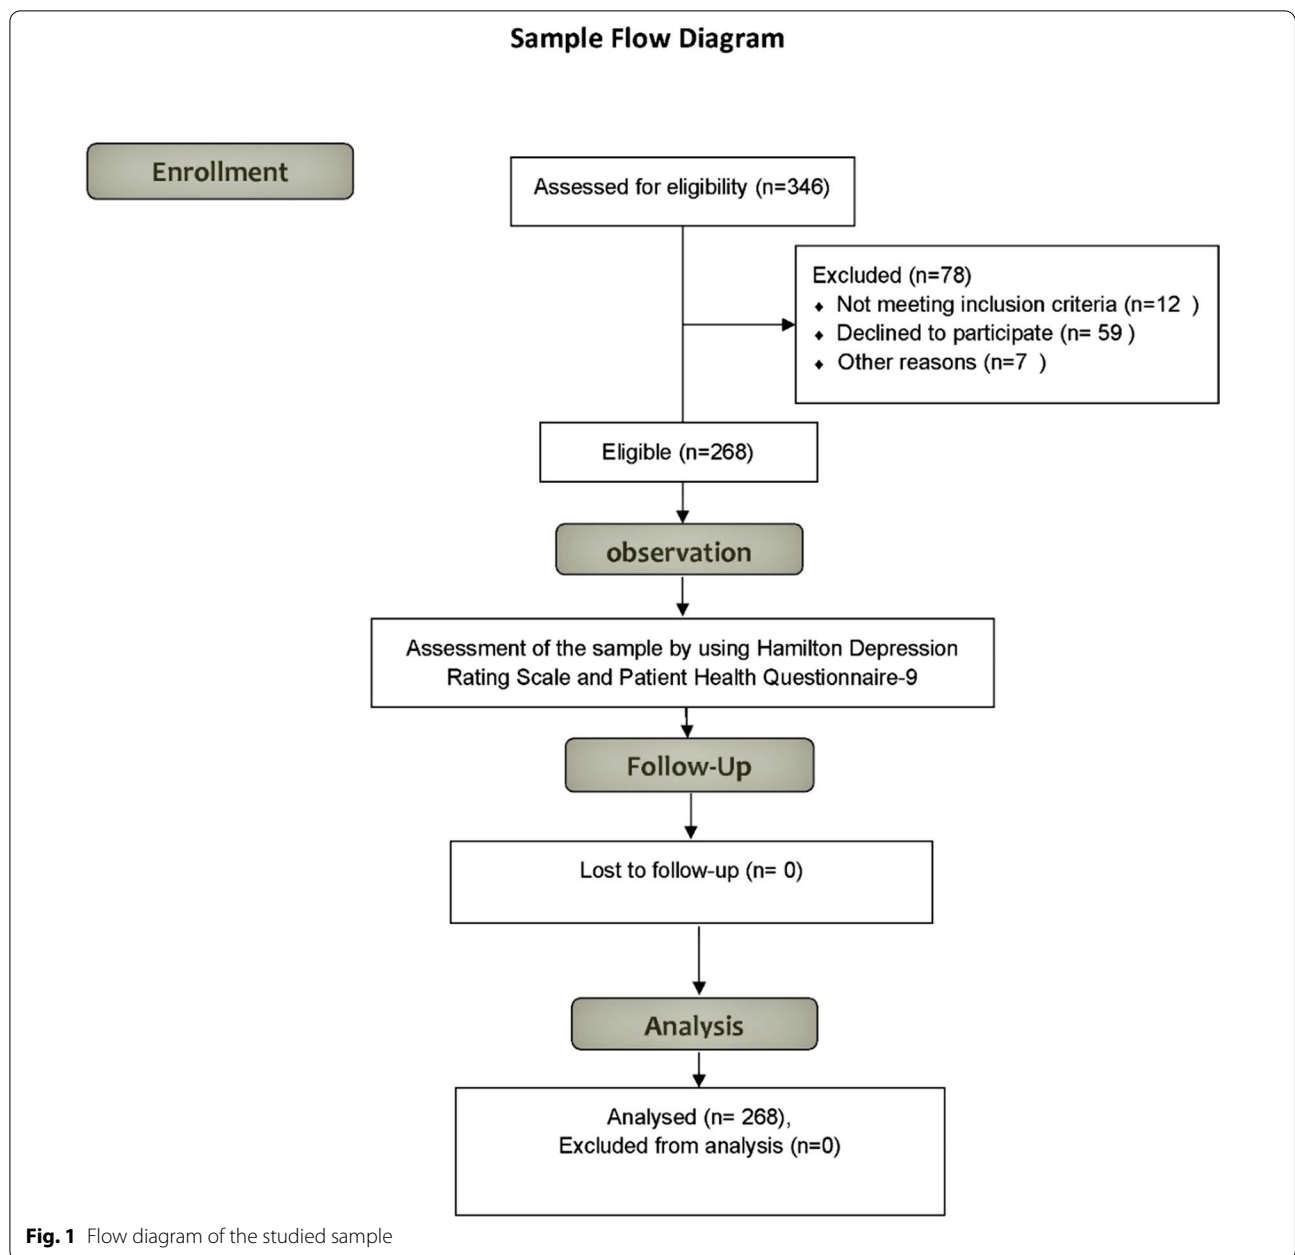 Sample Flow Diagram
Enrollment
Assessed for eligibility (n=346)
Excluded (n=78)
⬧ Not meeting inclusion criteria (n=12  )
⬧ Declined to participate (n= 59 )
⬧ Other reasons (n=7  )
Eligible (n=268)
observation
Assessment of the sample by using Hamilton Depression
Rating Scale and Patient Health Questionnaire-9
Follow-Up
Lost to follow-up (n= 0)
Analysis
Analysed (n= 268),
Excluded from analysis (n=0)
Fig. 1 Flow diagram of the studied sample